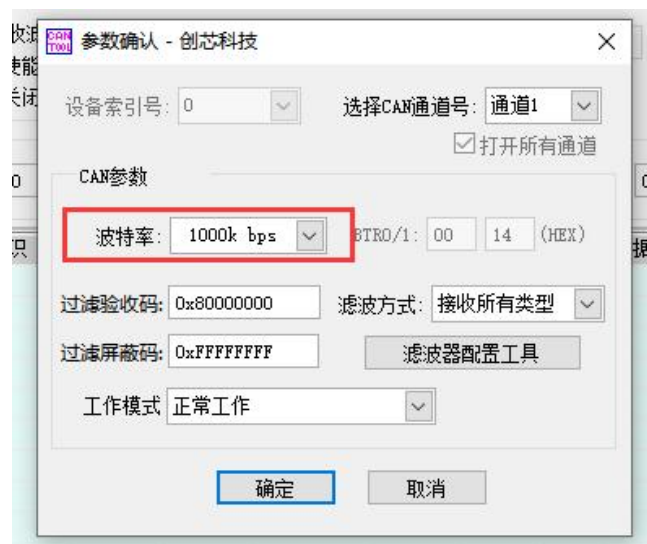 CAN TOOL 参数确认 - 创芯科技
设备索引号: 0 选择CAN通道号: 通道1
打开所有通道
CAN参数
波特率: 1000k bps BTR0/1: 00 14 (HEX)
过滤验收码: 0x80000000 滤波方式: 接收所有类型
过滤屏蔽码: 0xFFFFFFFF 滤波器配置工具
工作模式 正常工作
确定 取消